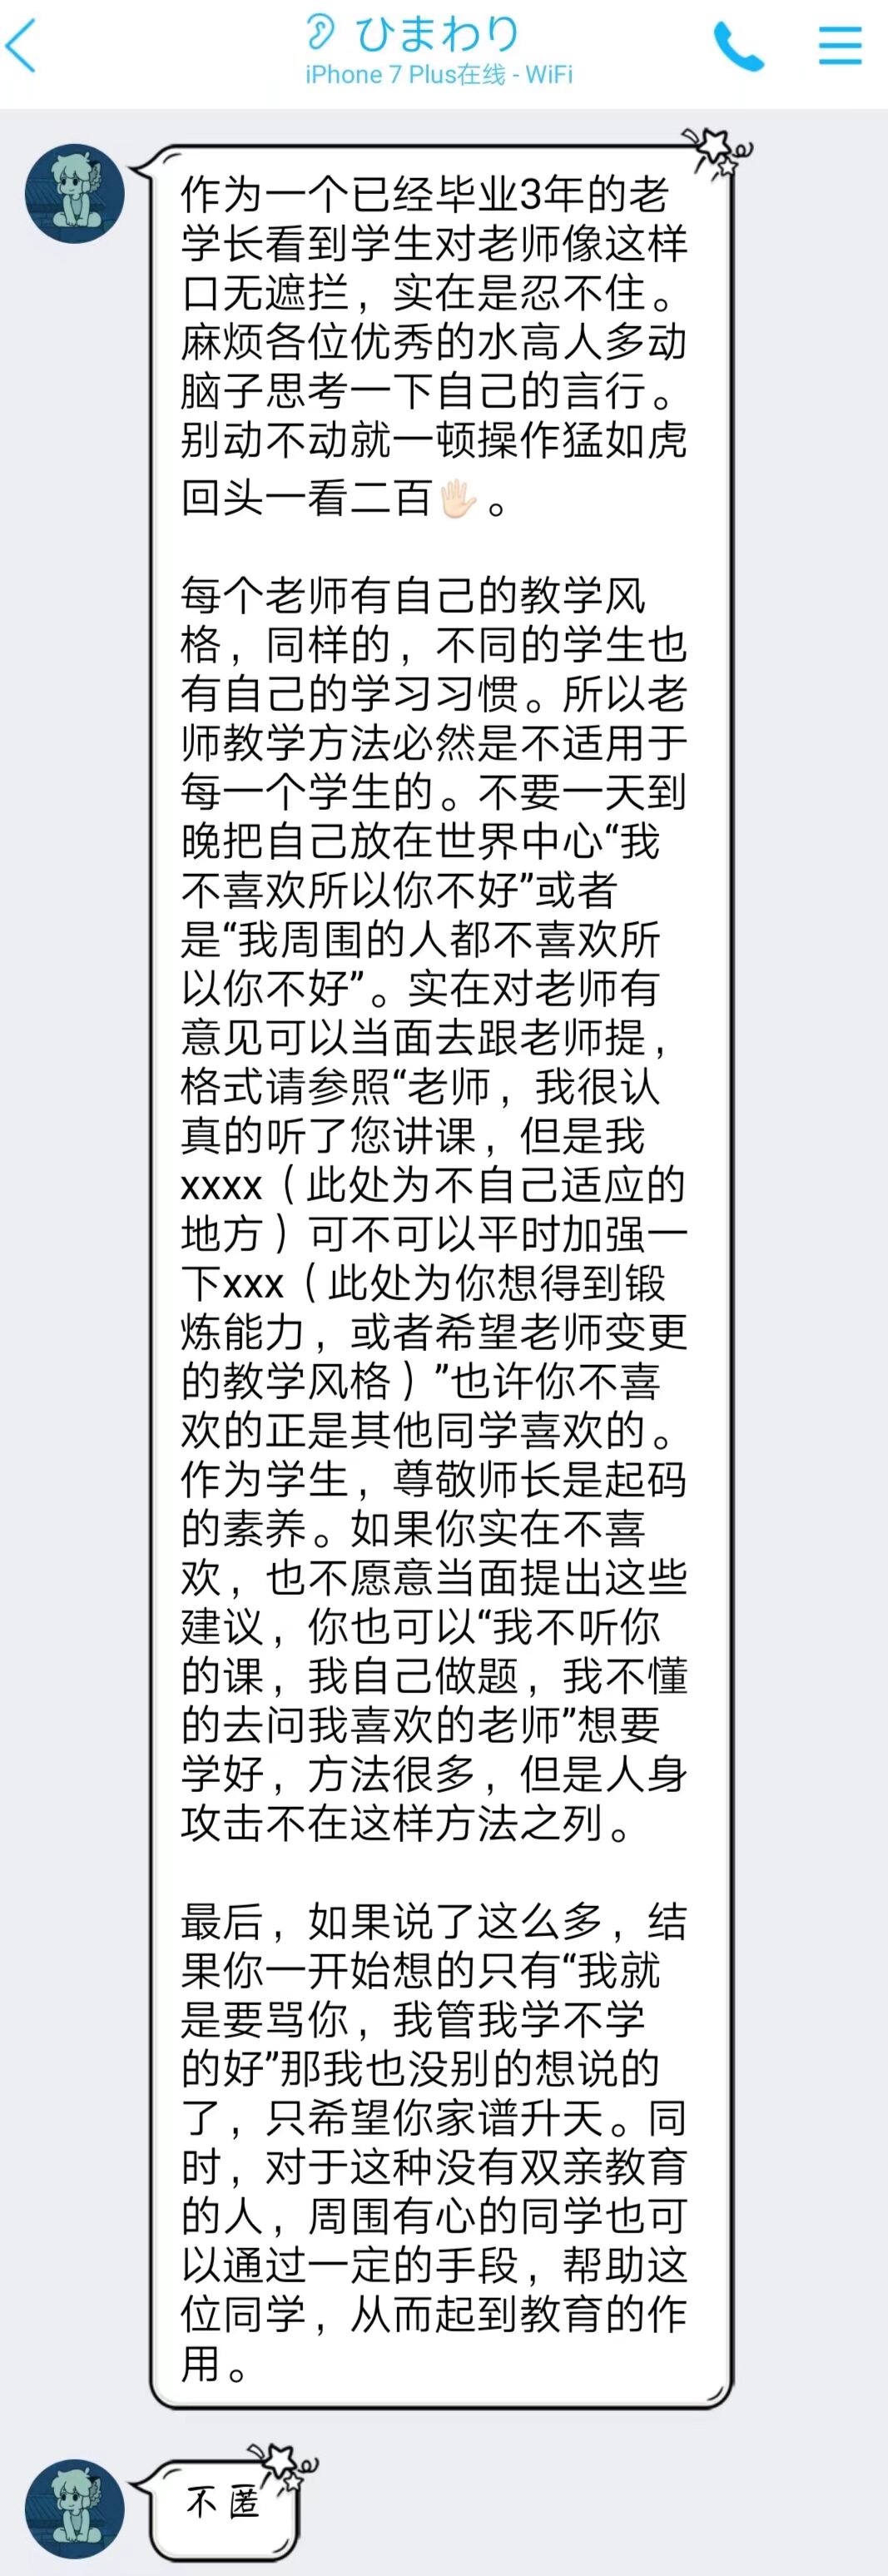 ひまわり
iPhone 7 Plus在线 - WiFi
作为一个已经毕业3年的老
学长看到学生对老师像这样
口无遮拦，实在是忍不住。
麻烦各位优秀的水高人多动
脑子思考一下自己的言行。
别动不动就一顿操作猛如虎
回头一看二百🖐🏻。
每个老师有自己的教学风
格，同样的，不同的学生也
有自己的学习习惯。所以老
师教学方法必然是不适用于
每一个学生的。不要一天到
晚把自己放在世界中心“我
不喜欢所以你不好”或者
是“我周围的人都不喜欢所
以你不好”。实在对老师有
意见可以当面去跟老师提，
格式请参照“老师，我很认
真的听了您讲课，但是我
xxxx（此处为不自己适应的
地方）可不可以平时加强一
下xxx（此处为你想得到锻
炼能力，或者希望老师变更
的教学风格）”也许你不喜
欢的正是其他同学喜欢的。
作为学生，尊敬师长是起码
的素养。如果你实在不喜
欢，也不愿意当面提出这些
建议，你也可以“我不听你
的课，我自己做题，我不懂
的去问我喜欢的老师”想要
学好，方法很多，但是人身
攻击不在这样方法之列。
最后，如果说了这么多，结
果你一开始想的只有“我就
是要骂你，我管我学不学
的好”那我也没别的想说的
了，只希望你家谱升天。同
时，对于这种没有双亲教育
的人，周围有心的同学也可
以通过一定的手段，帮助这
位同学，从而起到教育的作
用。
不匿